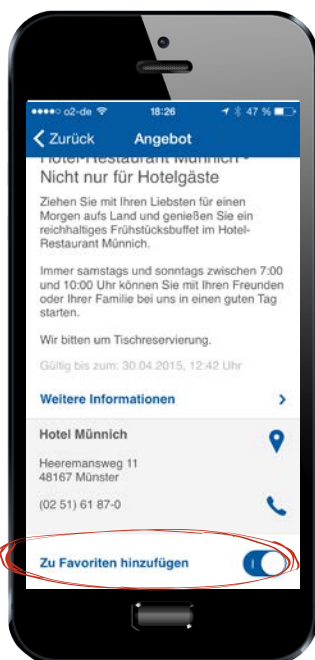 o2-de 18:26 47 %
Zurück Angebot
Hotel-Restaurant Münnich -
Nicht nur für Hotelgäste
Ziehen Sie mit Ihren Liebsten für einen
Morgen aufs Land und genießen Sie ein
reichhaltiges Frühstücksbuffet im Hotel-
Restaurant Münnich.
Immer samstags und sonntags zwischen 7:00
und 10:00 Uhr können Sie mit Ihren Freunden
oder Ihrer Familie bei uns in einen guten Tag
starten.
Wir bitten um Tischreservierung.
Gültig bis zum: 30.04.2015, 12:42 Uhr
Weitere Informationen
Hotel Münnich
Heeremansweg 11
48167 Münster
(02 51) 61 87-0
Zu Favoriten hinzufügen